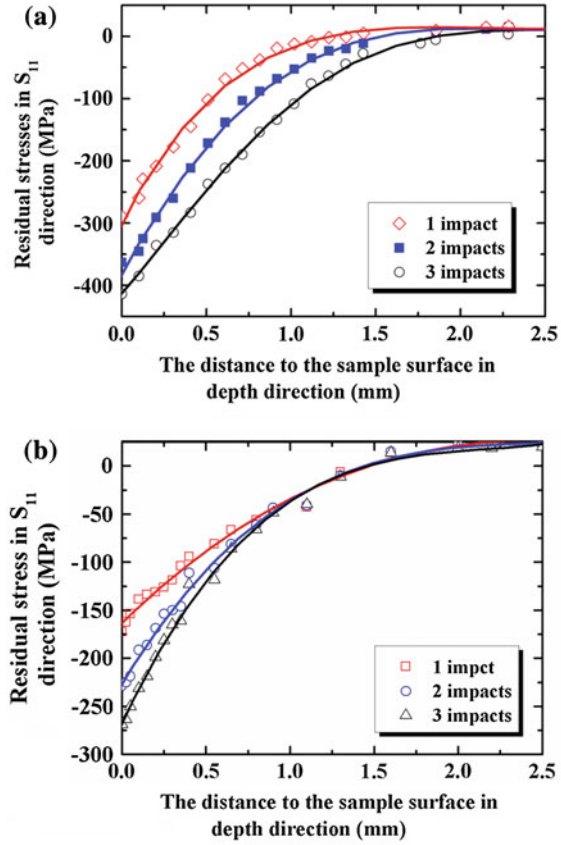 (a)
0
-100
-200
-300
-400
Residual stresses in S11
direction (MPa)
1 impact
2 impacts
3 impacts
0.0 0.5 1.0 1.5 2.0 2.5
The distance to the sample surface in
depth direction (mm)
(b)
0
-50
-100
-150
-200
-250
-300
Residual stress in S11
direction (MPa)
1 impct
2 impacts
3 impacts
0.0 0.5 1.0 1.5 2.0 2.5
The distance to the sample surface in
depth direction (mm)